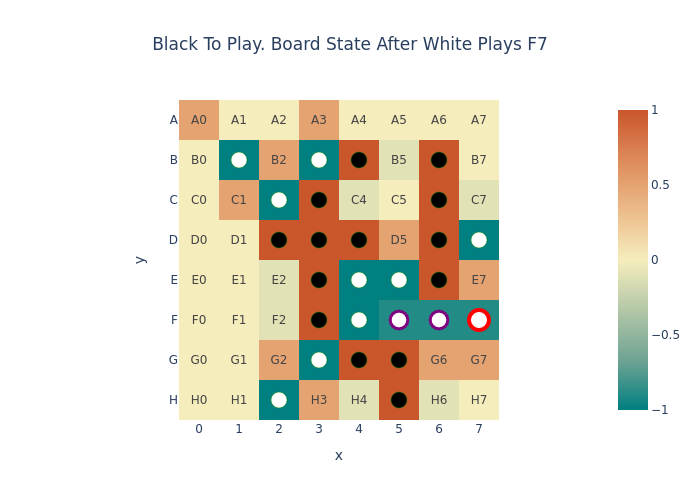 Black To Play. Board State After White Plays F7
A A0 A1 A2 A3 A4 A5 A6 A7
B B0 B2 B5 B7
C C0 C1 C4 C5 C7
D D0 D1 D5
E E0 E1 E2 E7
F F0 F1 F2
G G0 G1 G2 G6 G7
H H0 H1 H3 H4 H6 H7
0 1 2 3 4 5 6 7
x
y
1
0.5
0
−0.5
−1